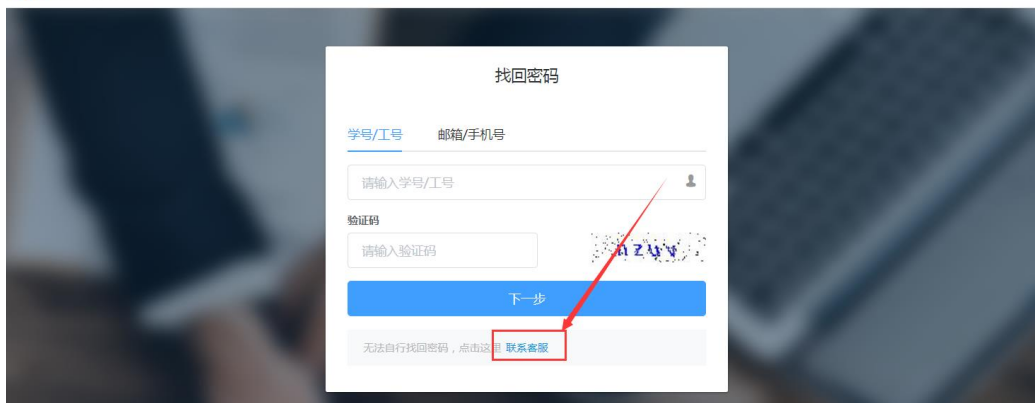 找回密码
学号/工号 邮箱/手机号
请输入学号/工号
验证码
请输入验证码
下一步
无法自行找回密码，点击这里 联系客服